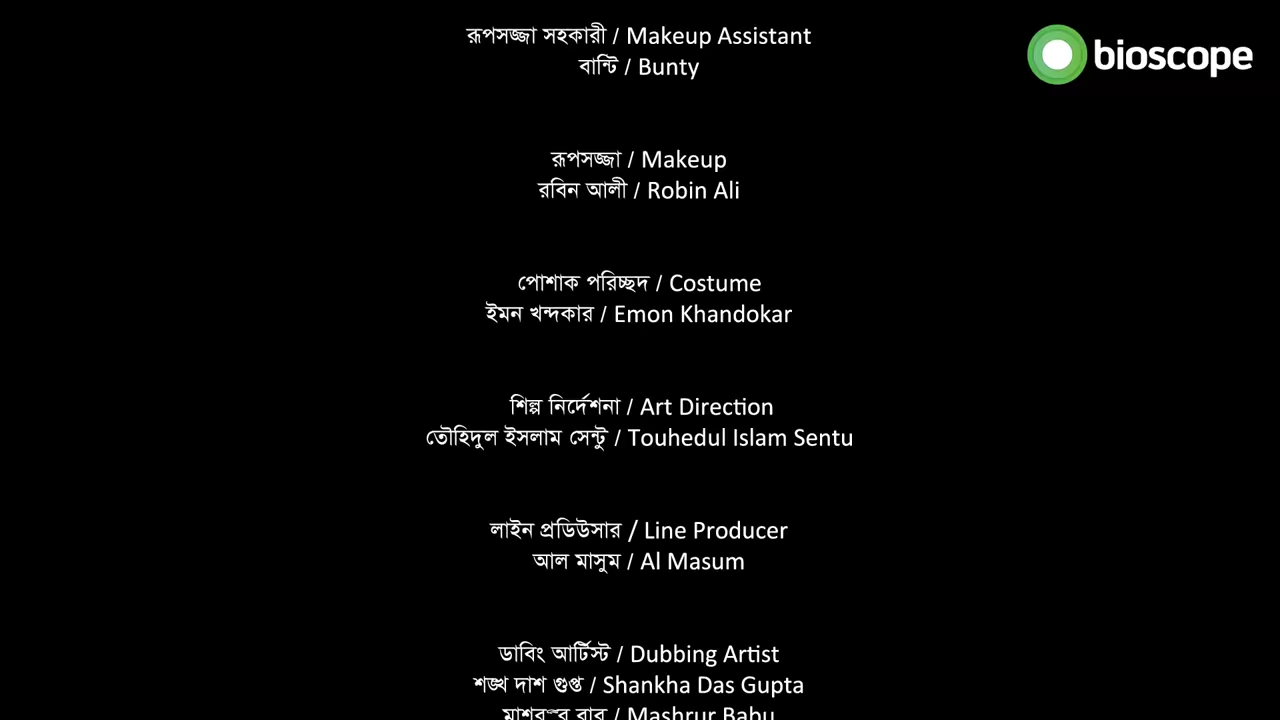 রূপসজ্জা সহকারী / Makeup Assistant
bioscope
বান্টি / Bunty
রূপসজ্জা / Makeup
রবিন আলী / Robin Ali
পোশাক পরিচ্ছদ / Costume
ইমন খন্দকার / Emon Khandokar
শিল্প নির্দেশনা / Art Direction
তৌহিদুল ইসলাম সেন্টু / Touhedul Islam Sentu
লাইন প্রডিউসার / Line Producer
আল মাসুম / Al Masum
ডাবিং আর্টিস্ট / Dubbing Artist
শঙ্খ দাশ গুপ্ত / Shankha Das Gupta
/ Mashrur Babu